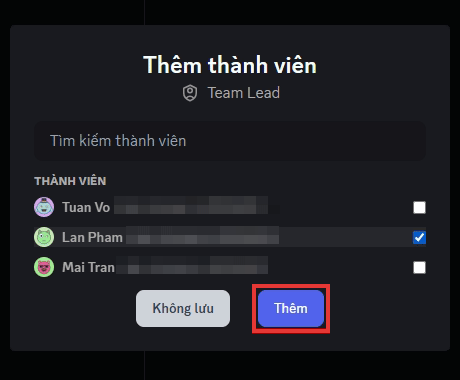 Thêm thành viên
Team Lead
Tìm kiếm thành viên
THÀNH VIÊN
Tuan Vo
Lan Pham
Mai Tran
Không lưu
Thêm